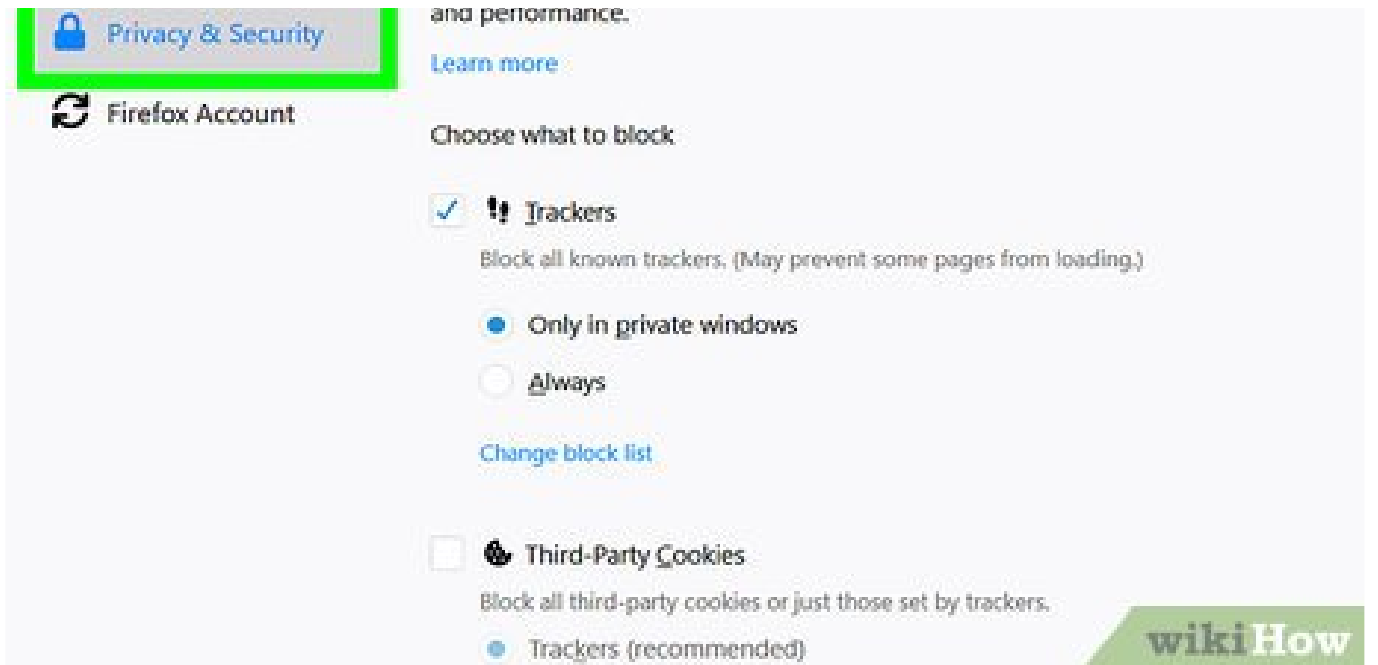 Privacy & Security
Firefox Account
and performance.
Learn more
Choose what to block
Trackers
Block all known trackers. (May prevent some pages from loading.)
Only in private windows
Always
Change block list
Third-Party Cookies
Block all third-party cookies or just those set by trackers.
Trackers (recommended)
wikiHow